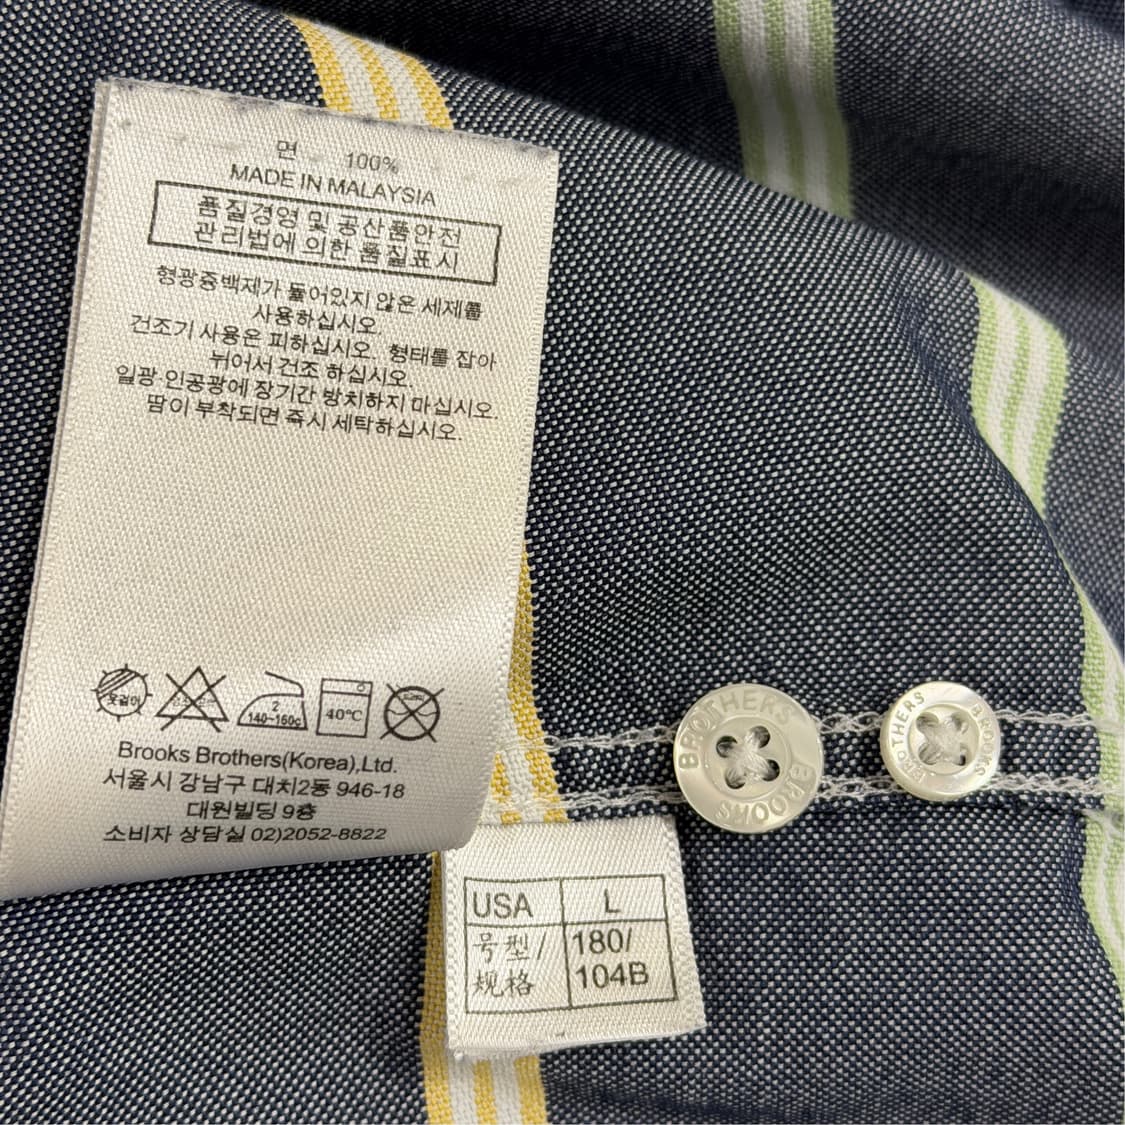 면 100%
MADE IN MALAYSIA
품질경영 및 공산품안전
관리법에 의한 품질표시
형광증백제가 들어있지 않은 세제를
사용하십시오.
건조기 사용은 피하십시오. 형태를 잡아
뉘어서 건조 하십시오.
일광·인공광에 장기간 방치하지 마십시오.
땀이 부착되면 즉시 세탁하십시오.
옷걸이
2
140~160c
40℃
Brooks Brothers(Korea),Ltd.
서울시 강남구 대치2동 946-18
대원빌딩 9층
소비자 상담실 02)2052-8822
BROTHERS BROOKS
BROTHERS BROOKS
USA L
号型/ 180/
规格 104B